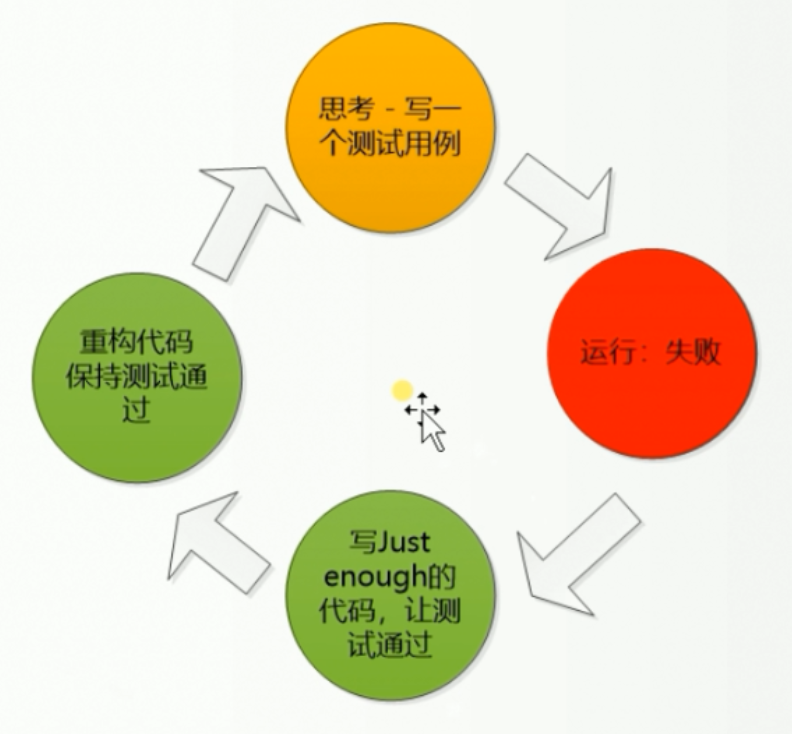 思考 - 写一
个测试用例
运行：失败
写Just
enough的
代码，让测
试通过
重构代码
保持测试通
过